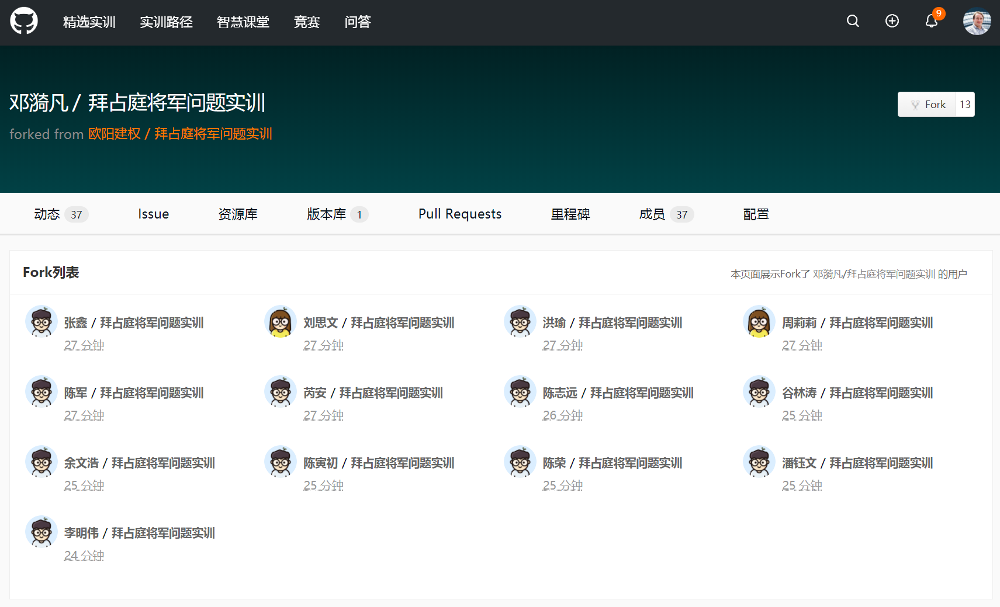 精选实训 实训路径 智慧课堂 竞赛 问答 9
邓漪凡 / 拜占庭将军问题实训
Fork 13
forked from 欧阳建权 / 拜占庭将军问题实训
动态 37 Issue 资源库 版本库 1 Pull Requests 里程碑 成员 37 配置
Fork列表 本页面展示Fork了 邓漪凡/拜占庭将军问题实训 的用户
张鑫 / 拜占庭将军问题实训 刘思文 / 拜占庭将军问题实训 洪瑜 / 拜占庭将军问题实训 周莉莉 / 拜占庭将军问题实训
27 分钟 27 分钟 27 分钟 27 分钟
陈军 / 拜占庭将军问题实训 芮安 / 拜占庭将军问题实训 陈志远 / 拜占庭将军问题实训 谷林涛 / 拜占庭将军问题实训
27 分钟 27 分钟 26 分钟 25 分钟
余文浩 / 拜占庭将军问题实训 陈寅初 / 拜占庭将军问题实训 陈荣 / 拜占庭将军问题实训 潘钰文 / 拜占庭将军问题实训
25 分钟 25 分钟 25 分钟 25 分钟
李明伟 / 拜占庭将军问题实训
24 分钟